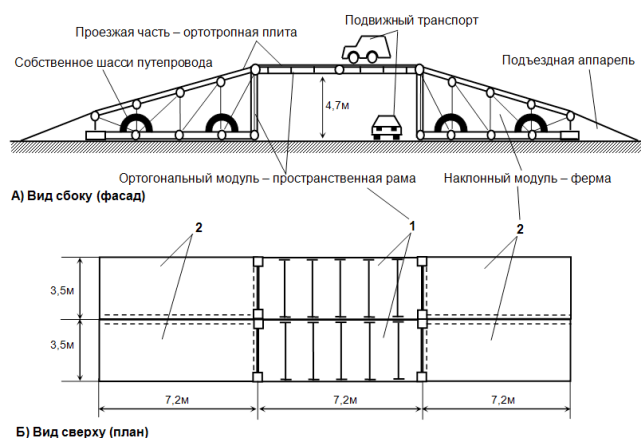 Проезжая часть – ортотропная плита
Подвижный транспорт
Собственное шасси путепровода
Подъездная аппарель
4,7м
Ортогональный модуль – пространственная рама
Наклонный модуль – ферма
А) Вид сбоку (фасад)
2
1
2
3,5м
3,5м
7,2м
7,2м
7,2м
Б) Вид сверху (план)